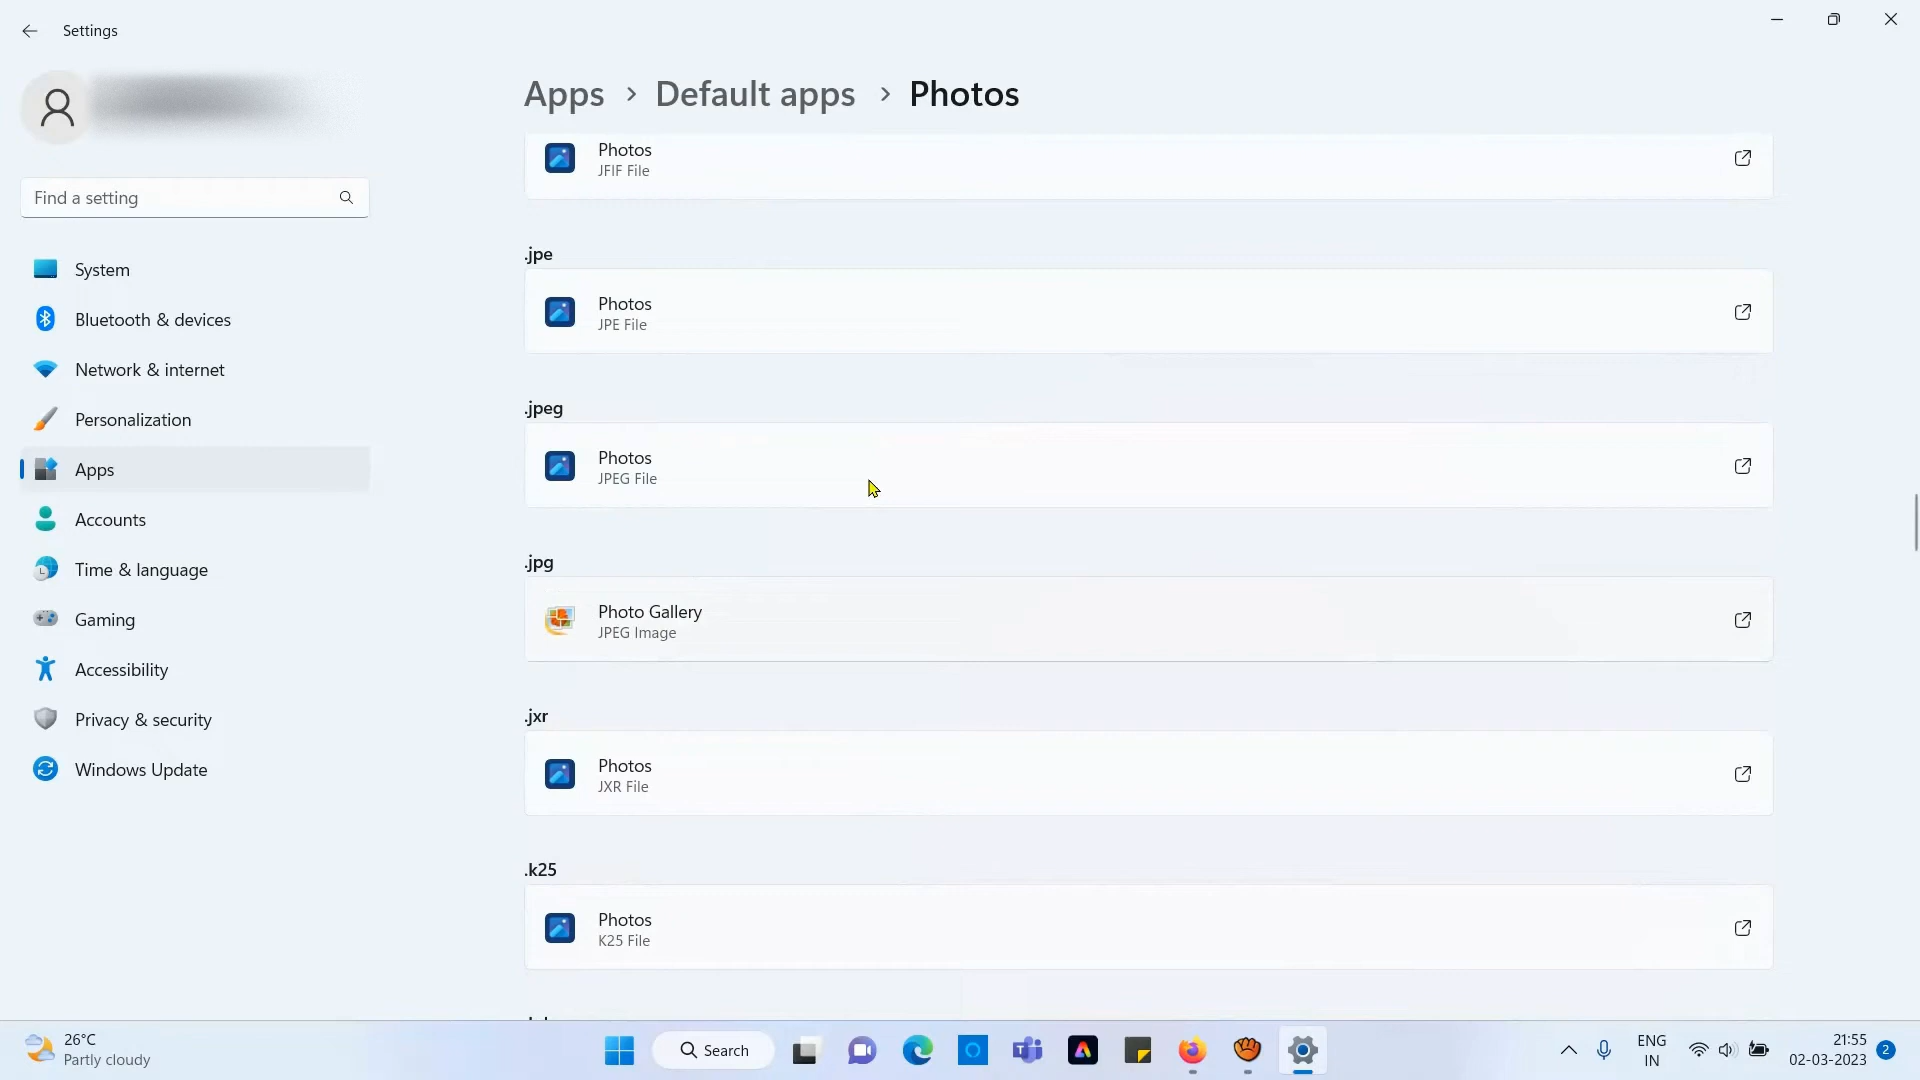 Settings
Apps > Default apps > Photos
Find a setting
System
Bluetooth & devices
Network & internet
Personalization
Apps
Accounts
Time & language
Gaming
Accessibility
Privacy & security
Windows Update
Photos
JFIF File
.jpe
Photos
JPE File
.jpeg
Photos
JPEG File
.jpg
Photo Gallery
JPEG Image
.jxr
Photos
JXR File
.k25
Photos
K25 File
26°C
Partly cloudy
Search
ENG
IN
21:55
02-03-2023
2